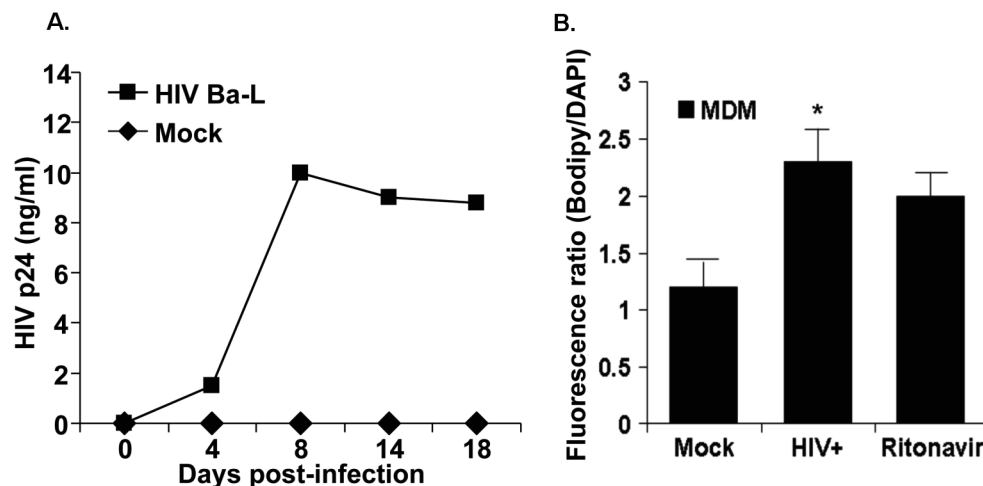 A.
HIV p24 (ng/ml)
14
12
10
8
6
4
2
0
HIV Ba-L
Mock
0 4 8 14 18
Days post-infection
B.
Fluorescence ratio (Bodipy/DAPI)
3
2.5
2
1.5
1
0.5
0
MDM
*
Mock HIV+ Ritonavir